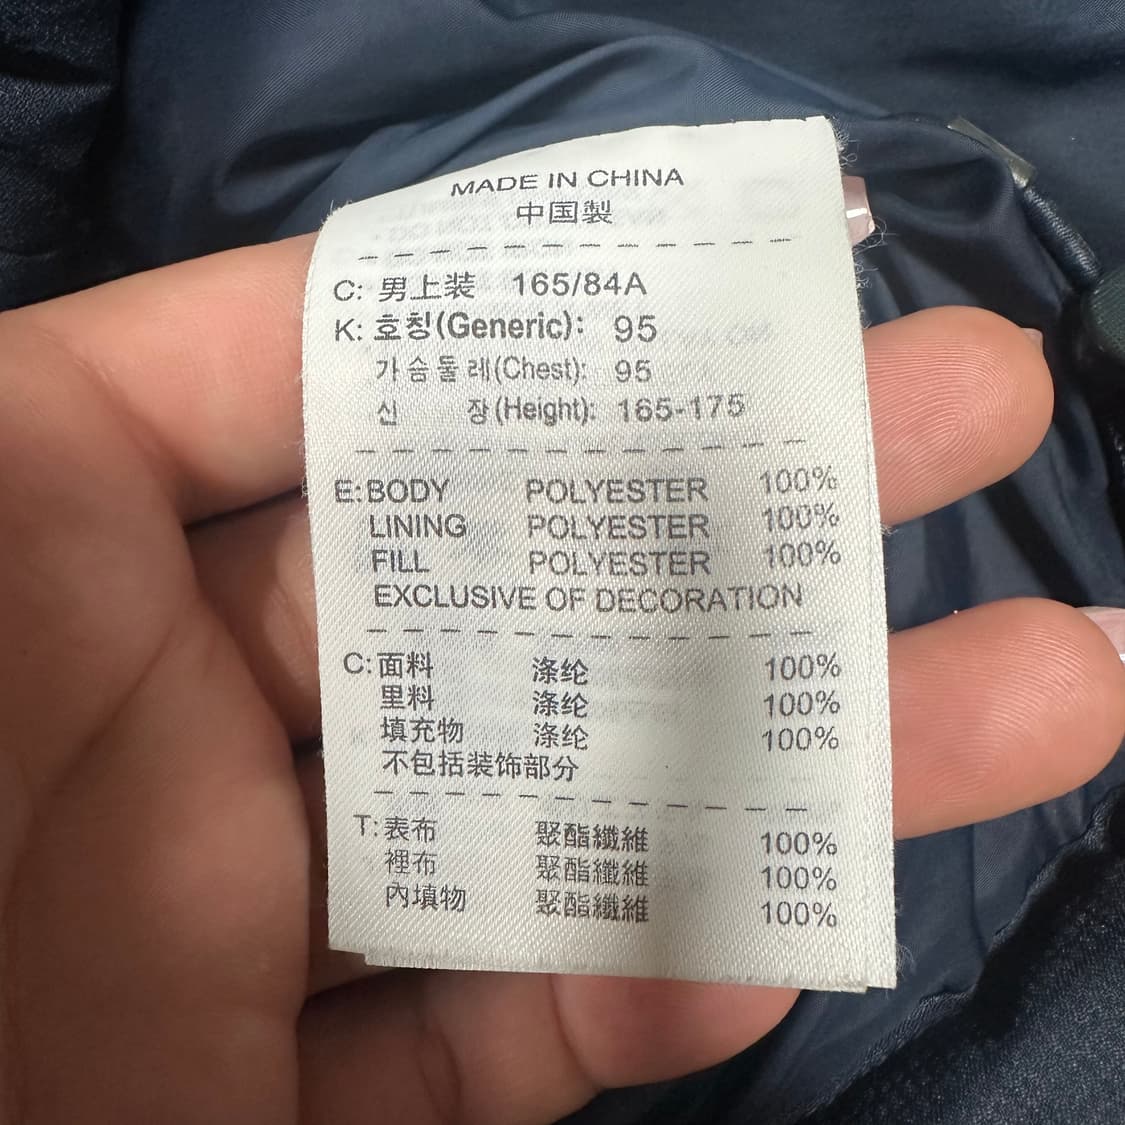 MADE IN CHINA
中国製
C: 男上装 165/84A
K: 호칭(Generic): 95
가슴둘레(Chest): 95
신 장(Height): 165-175
E: BODY POLYESTER 100%
LINING POLYESTER 100%
FILL POLYESTER 100%
EXCLUSIVE OF DECORATION
C: 面料 涤纶 100%
里料 涤纶 100%
填充物 涤纶 100%
不包括装饰部分
T: 表布 聚酯纖維 100%
裡布 聚酯纖維 100%
內填物 聚酯纖維 100%